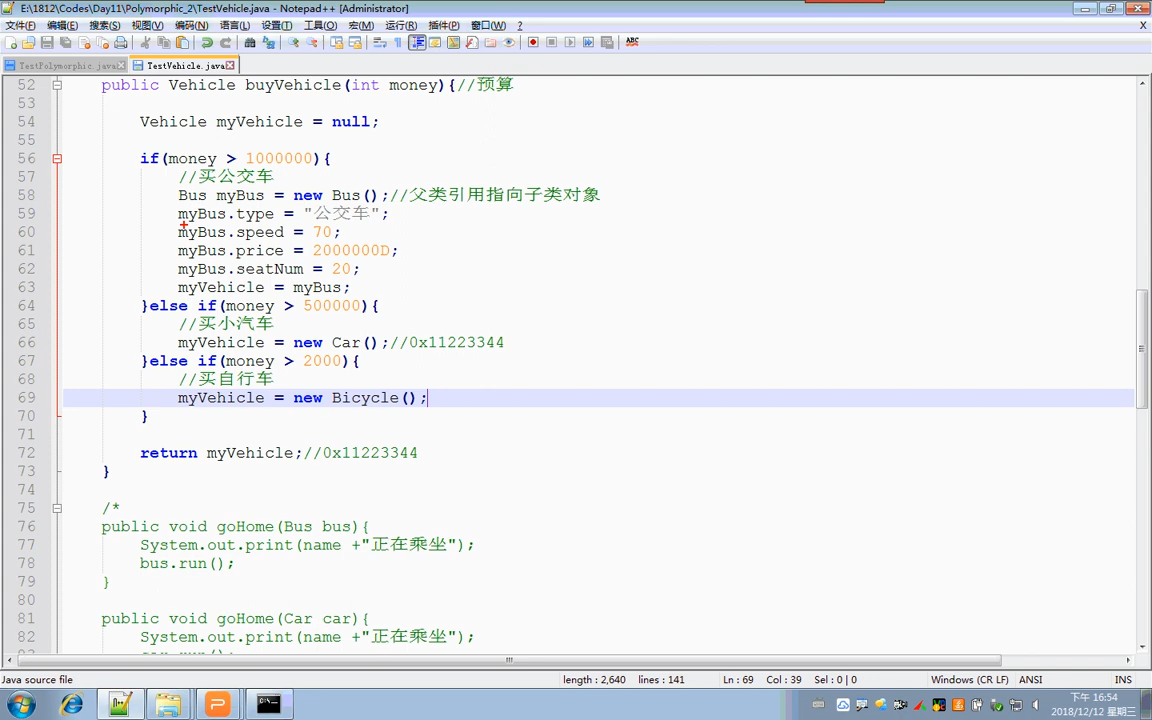 E:\1812\Codes\Day11\Polymorphic_2\TestVehicle.java - Notepad++ [Administrator]
文件(F) 编辑(E) 搜索(S) 视图(V) 编码(N) 语言(L) 设置(T) 工具(O) 宏(M) 运行(R) 插件(P) 窗口(W) ? X
TestPolymorphic.java TestVehicle.java
52 public Vehicle buyVehicle(int money){//预算
53
54 Vehicle myVehicle = null;
55
56 if(money > 1000000){
57 //买公交车
58 Bus myBus = new Bus();//父类引用指向子类对象
59 myBus.type = "公交车";
60 myBus.speed = 70;
61 myBus.price = 2000000D;
62 myBus.seatNum = 20;
63 myVehicle = myBus;
64 }else if(money > 500000){
65 //买小汽车
66 myVehicle = new Car();//0x11223344
67 }else if(money > 2000){
68 //买自行车
69 myVehicle = new Bicycle();
70 }
71
72 return myVehicle;//0x11223344
73 }
74
75 /*
76 public void goHome(Bus bus){
77 System.out.print(name +"正在乘坐");
78 bus.run();
79 }
80
81 public void goHome(Car car){
82 System.out.print(name +"正在乘坐");
Java source file length : 2,640 lines : 141 Ln : 69 Col : 39 Sel : 0 | 0 Windows (CR LF) ANSI INS
下午 16:54
2018/12/12 星期三